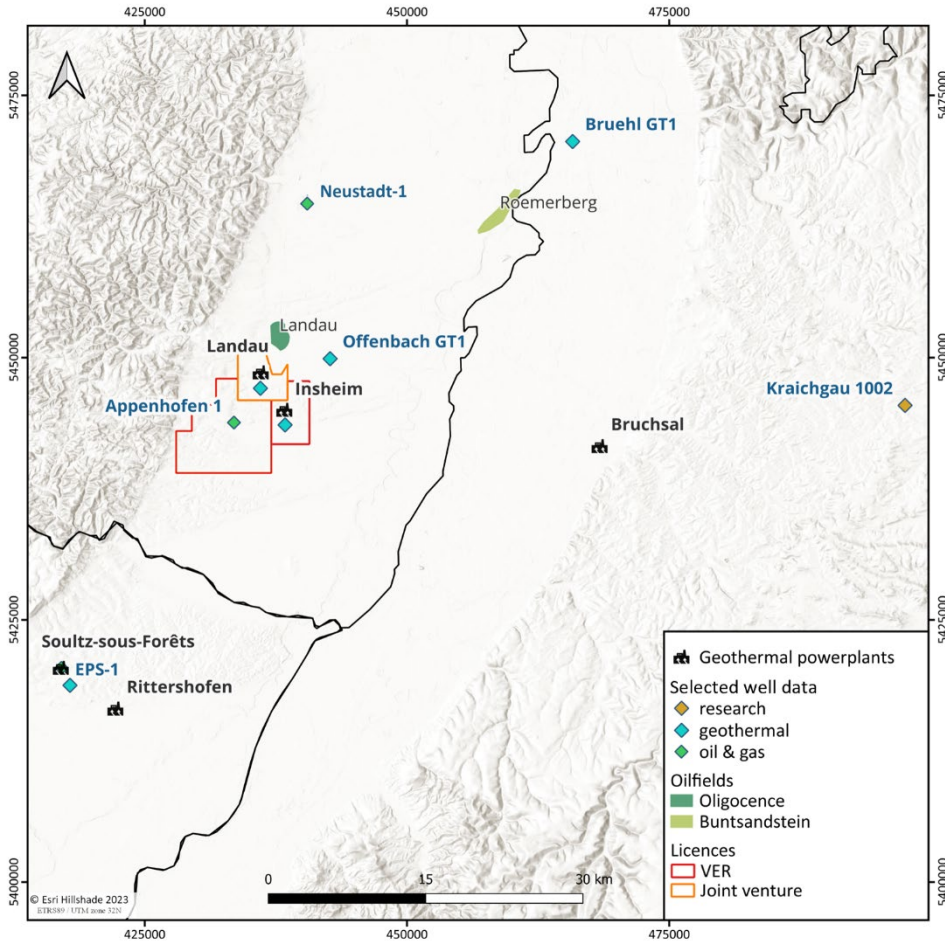 425000
450000
475000
5475000
5475000
Bruehl GT1
Neustadt-1
Roemerberg
Landau
Landau
Offenbach GT1
5450000
5450000
Insheim
Kraichgau 1002
Appenhofen 1
Bruchsal
5425000
5425000
Soultz-sous-Forêts
EPS-1
Rittershofen
Geothermal powerplants
Selected well data
research
geothermal
oil & gas
Oilfields
Oligocence
Buntsandstein
Licences
VER
Joint venture
0
15
30 km
5400000
5400000
© Esri Hillshade 2023
ETRS89 / UTM zone 32N
425000
450000
475000